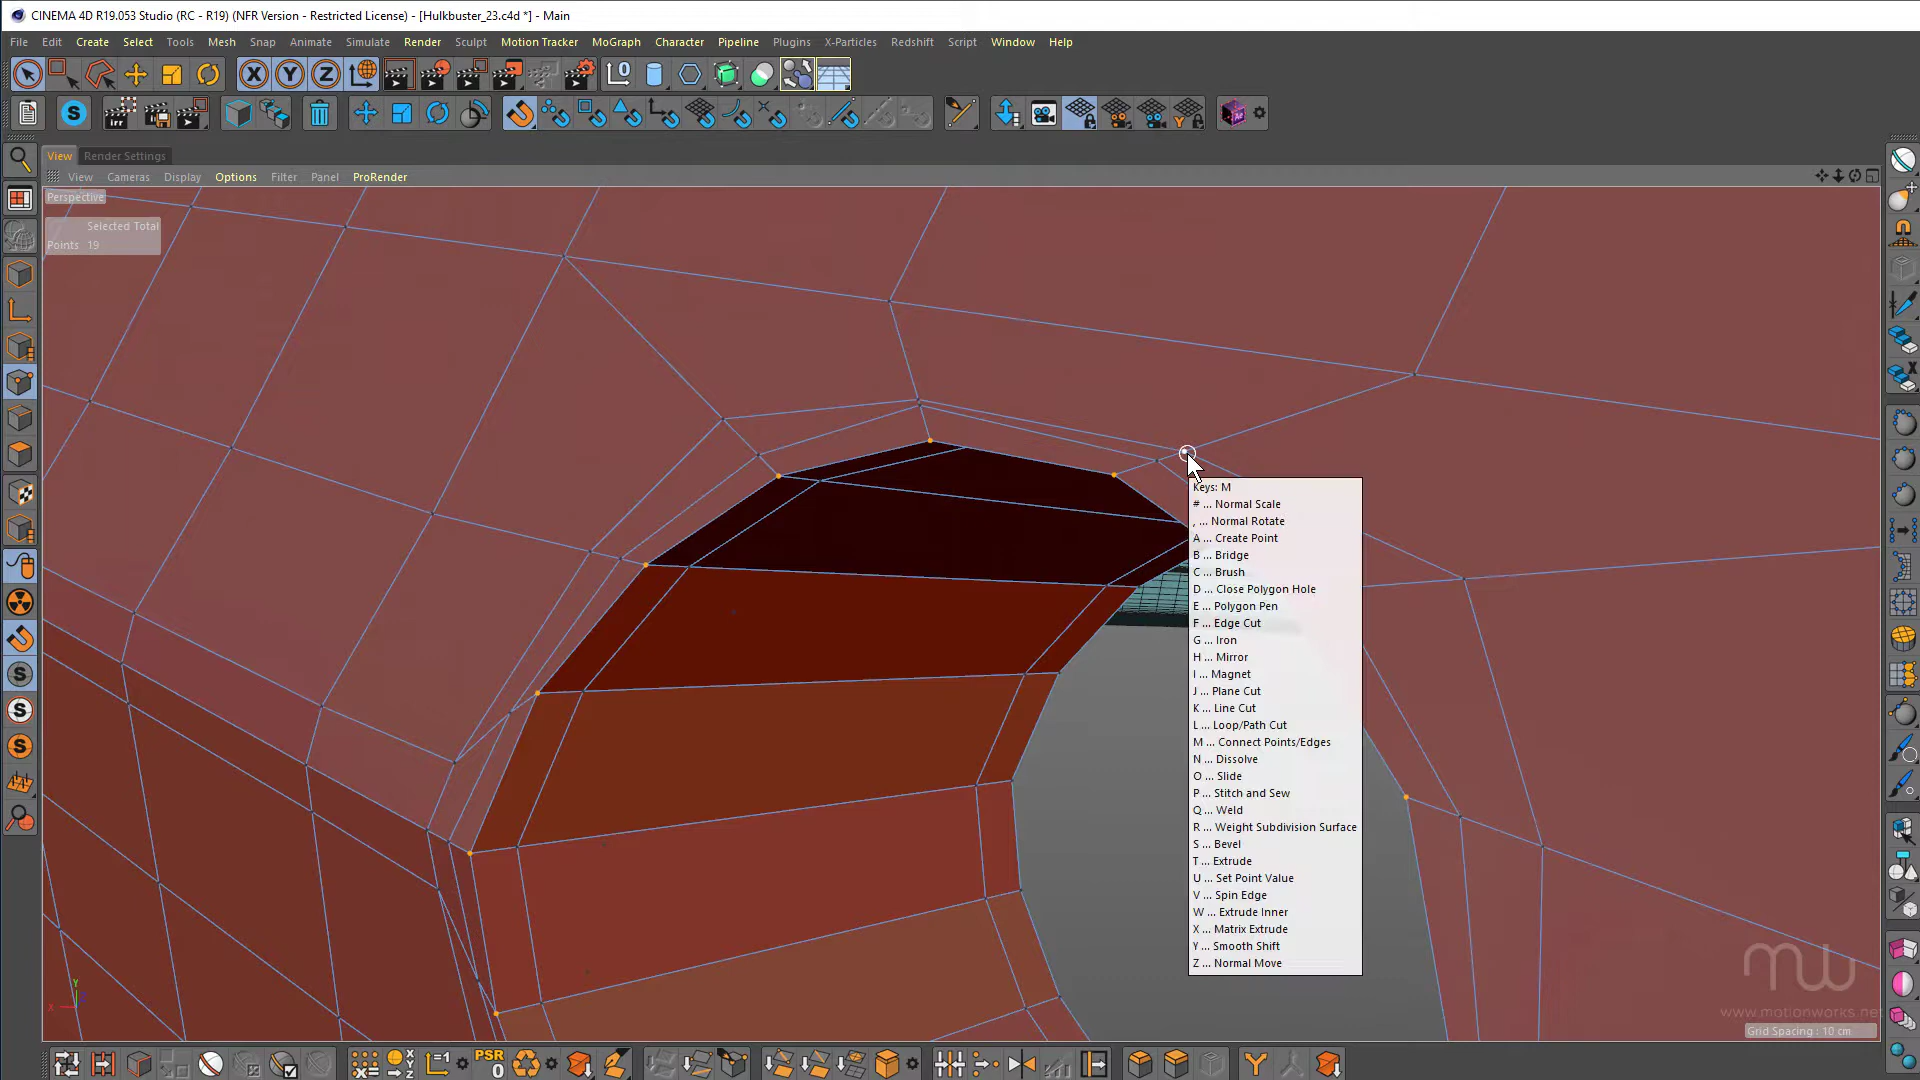 CINEMA 4D R19.053 Studio (RC - R19) (NFR Version - Restricted License) - [Hulkbuster_23.c4d *] - Main
File Edit Create Select Tools Mesh Snap Animate Simulate Render Sculpt Motion Tracker MoGraph Character Pipeline Plugins X-Particles Redshift Script Window Help
View Render Settings
View Cameras Display Options Filter Panel ProRender
Perspective
Selected Total
Points 19
Keys: M
# ... Normal Scale
, ... Normal Rotate
A ... Create Point
B ... Bridge
C ... Brush
D ... Close Polygon Hole
E ... Polygon Pen
F ... Edge Cut
G ... Iron
H ... Mirror
I ... Magnet
J ... Plane Cut
K ... Line Cut
L ... Loop/Path Cut
M ... Connect Points/Edges
N ... Dissolve
O ... Slide
P ... Stitch and Sew
Q ... Weld
R ... Weight Subdivision Surface
S ... Bevel
T ... Extrude
U ... Set Point Value
V ... Spin Edge
W ... Extrude Inner
X ... Matrix Extrude
Y ... Smooth Shift
Z ... Normal Move
mw
www.motionworks.net
Grid Spacing : 10 cm
Y
X
PSR
0